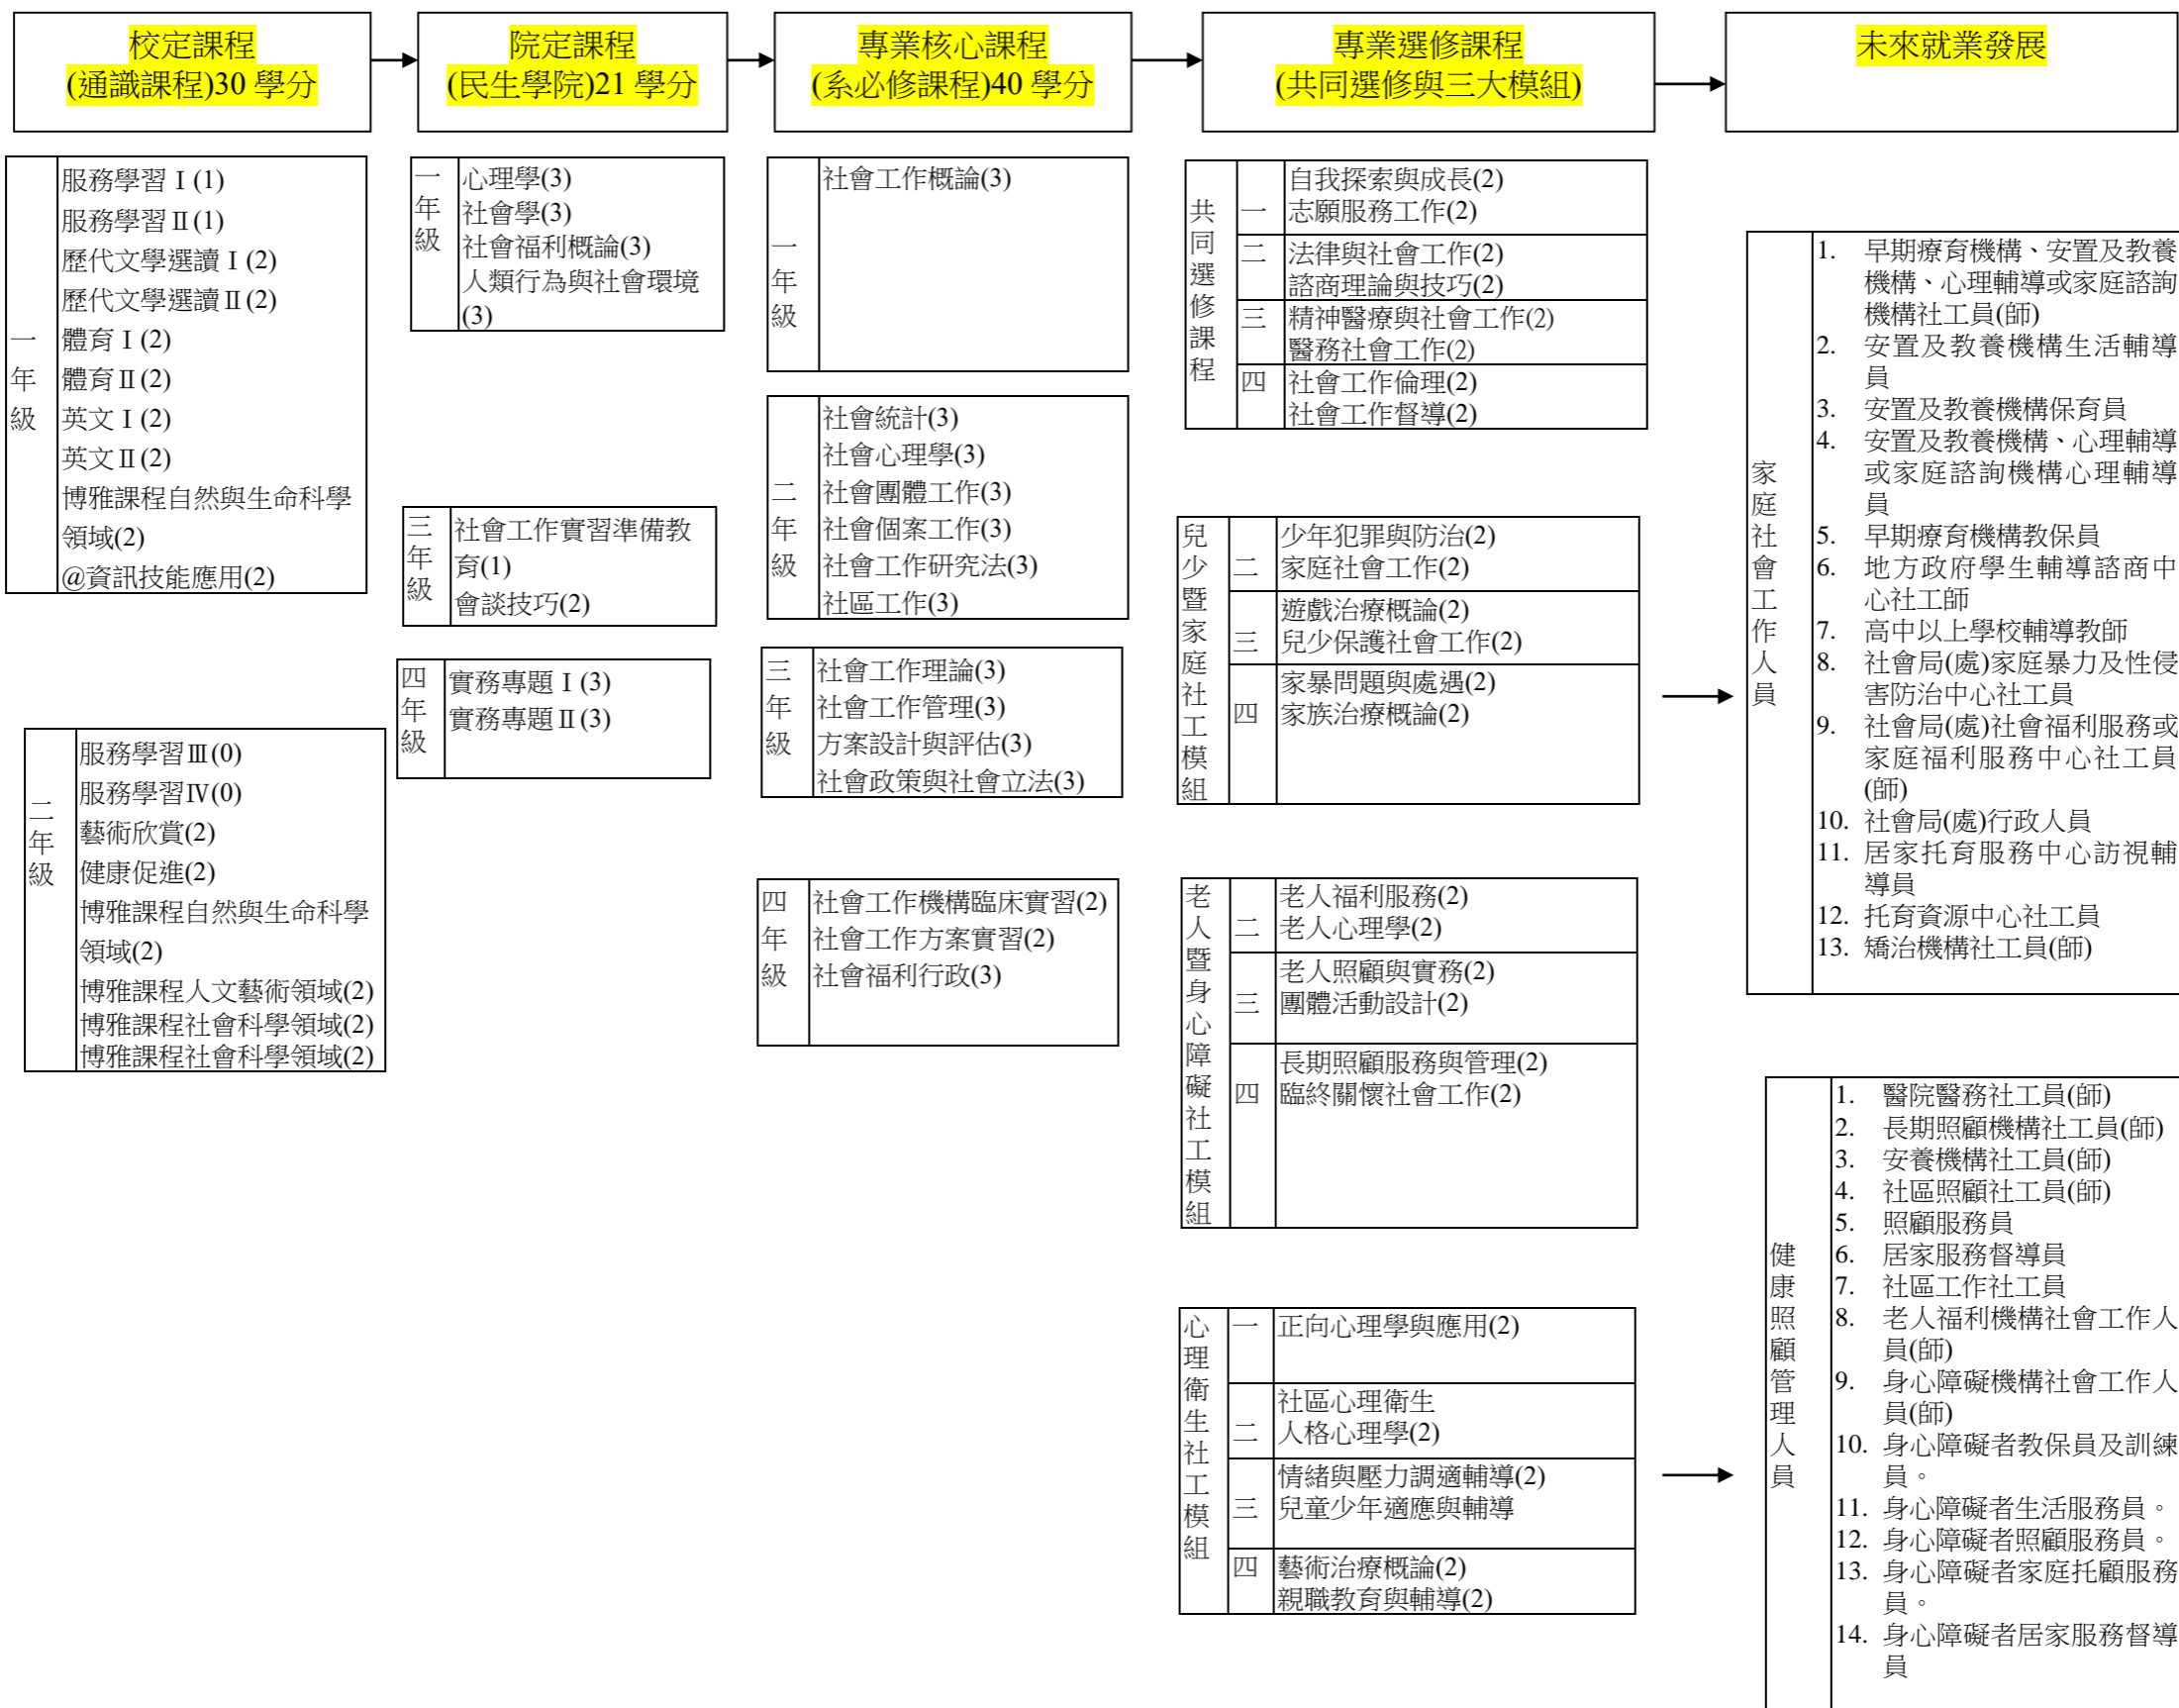 校定課程
(通識課程)30 學分
院定課程
(民生學院)21 學分
專業核心課程
(系必修課程)40 學分
專業選修課程
(共同選修與三大模組)
未來就業發展
一年級
服務學習Ⅰ(1)
服務學習Ⅱ(1)
歷代文學選讀Ⅰ(2)
歷代文學選讀Ⅱ(2)
體育Ⅰ(2)
體育Ⅱ(2)
英文Ⅰ(2)
英文Ⅱ(2)
博雅課程自然與生命科學
領域(2)
@資訊技能應用(2)
二年級
服務學習Ⅲ(0)
服務學習Ⅳ(0)
藝術欣賞(2)
健康促進(2)
博雅課程自然與生命科學
領域(2)
博雅課程人文藝術領域(2)
博雅課程社會科學領域(2)
博雅課程社會科學領域(2)
一年級
心理學(3)
社會學(3)
社會福利概論(3)
人類行為與社會環境
(3)
三年級
社會工作實習準備教
育(1)
會談技巧(2)
四年級
實務專題Ⅰ(3)
實務專題Ⅱ(3)
一年級
社會工作概論(3)
二年級
社會統計(3)
社會心理學(3)
社會團體工作(3)
社會個案工作(3)
社會工作研究法(3)
社區工作(3)
三年級
社會工作理論(3)
社會工作管理(3)
方案設計與評估(3)
社會政策與社會立法(3)
四年級
社會工作機構臨床實習(2)
社會工作方案實習(2)
社會福利行政(3)
共同選修課程
一
自我探索與成長(2)
志願服務工作(2)
二
法律與社會工作(2)
諮商理論與技巧(2)
三
精神醫療與社會工作(2)
醫務社會工作(2)
四
社會工作倫理(2)
社會工作督導(2)
兒少暨家庭社工模組
二
少年犯罪與防治(2)
家庭社會工作(2)
三
遊戲治療概論(2)
兒少保護社會工作(2)
四
家暴問題與處遇(2)
家族治療概論(2)
老人暨身心障礙社工模組
二
老人福利服務(2)
老人心理學(2)
三
老人照顧與實務(2)
團體活動設計(2)
四
長期照顧服務與管理(2)
臨終關懷社會工作(2)
心理衛生社工模組
一
正向心理學與應用(2)
二
社區心理衛生
人格心理學(2)
三
情緒與壓力調適輔導(2)
兒童少年適應與輔導
四
藝術治療概論(2)
親職教育與輔導(2)
家庭社會工作人員
1. 早期療育機構、安置及教養
機構、心理輔導或家庭諮詢
機構社工員(師)
2. 安置及教養機構生活輔導
員
3. 安置及教養機構保育員
4. 安置及教養機構、心理輔導
或家庭諮詢機構心理輔導
員
5. 早期療育機構教保員
6. 地方政府學生輔導諮商中
心社工師
7. 高中以上學校輔導教師
8. 社會局(處)家庭暴力及性侵
害防治中心社工員
9. 社會局(處)社會福利服務或
家庭福利服務中心社工員
(師)
10. 社會局(處)行政人員
11. 居家托育服務中心訪視輔
導員
12. 托育資源中心社工員
13. 矯治機構社工員(師)
健康照顧管理人員
1. 醫院醫務社工員(師)
2. 長期照顧機構社工員(師)
3. 安養機構社工員(師)
4. 社區照顧社工員(師)
5. 照顧服務員
6. 居家服務督導員
7. 社區工作社工員
8. 老人福利機構社會工作人
員(師)
9. 身心障礙機構社會工作人
員(師)
10. 身心障礙者教保員及訓練
員。
11. 身心障礙者生活服務員。
12. 身心障礙者照顧服務員。
13. 身心障礙者家庭托顧服務
員。
14. 身心障礙者居家服務督導
員